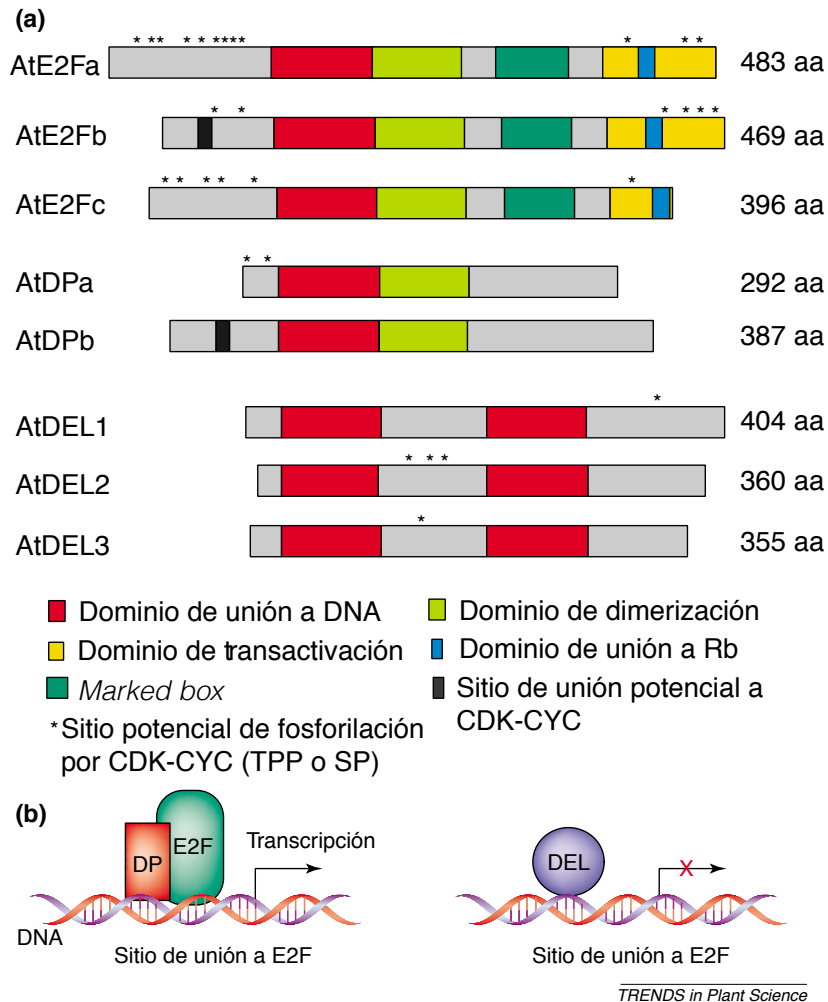 (a)
AtE2Fa 483 aa
AtE2Fb 469 aa
AtE2Fc 396 aa
AtDPa 292 aa
AtDPb 387 aa
AtDEL1 404 aa
AtDEL2 360 aa
AtDEL3 355 aa
Dominio de unión a DNA
Dominio de dimerización
Dominio de transactivación
Dominio de unión a Rb
Marked box
Sitio de unión potencial a
CDK-CYC
*Sitio potencial de fosforilación
por CDK-CYC (TPP o SP)
(b)
DP
E2F
Transcripción
DNA
Sitio de unión a E2F
DEL
X
Sitio de unión a E2F
TRENDS in Plant Science